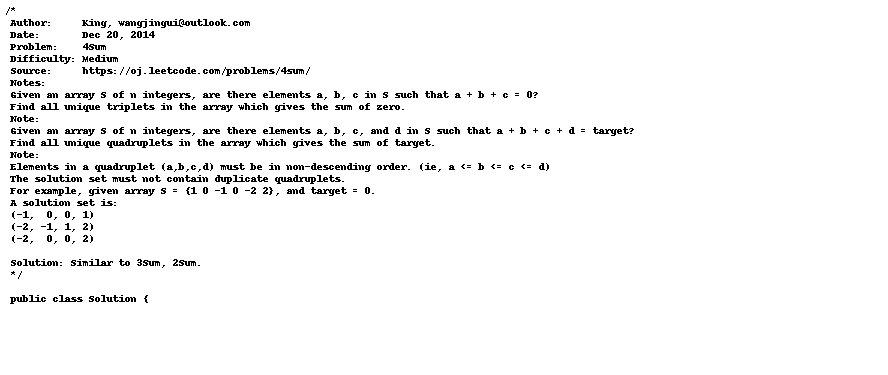 /*
Author:     King, wangjingui@outlook.com
Date:       Dec 20, 2014
Problem:    4Sum
Difficulty: Medium
Source:     https://oj.leetcode.com/problems/4sum/
Notes:
Given an array S of n integers, are there elements a, b, c in S such that a + b + c = 0?
Find all unique triplets in the array which gives the sum of zero.
Note:
Given an array S of n integers, are there elements a, b, c, and d in S such that a + b + c + d = target?
Find all unique quadruplets in the array which gives the sum of target.
Note:
Elements in a quadruplet (a,b,c,d) must be in non-descending order. (ie, a <= b <= c <= d)
The solution set must not contain duplicate quadruplets.
For example, given array S = {1 0 -1 0 -2 2}, and target = 0.
A solution set is:
(-1,  0, 0, 1)
(-2, -1, 1, 2)
(-2,  0, 0, 2)
Solution: Similar to 3Sum, 2Sum.
*/
public class Solution {